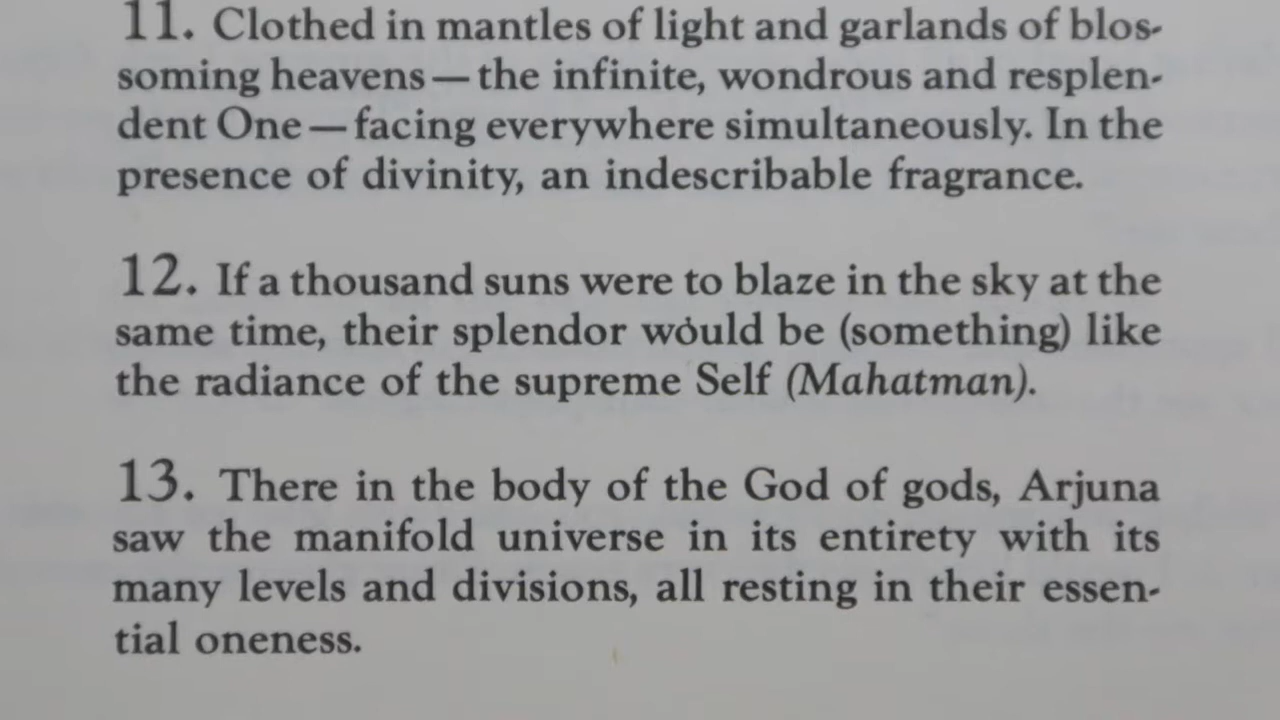 11. Clothed in mantles of light and garlands of blos-
soming heavens—the infinite, wondrous and resplen-
dent One—facing everywhere simultaneously. In the
presence of divinity, an indescribable fragrance.
12. If a thousand suns were to blaze in the sky at the
same time, their splendor would be (something) like
the radiance of the supreme Self (Mahatman).
13. There in the body of the God of gods, Arjuna
saw the manifold universe in its entirety with its
many levels and divisions, all resting in their essen-
tial oneness.